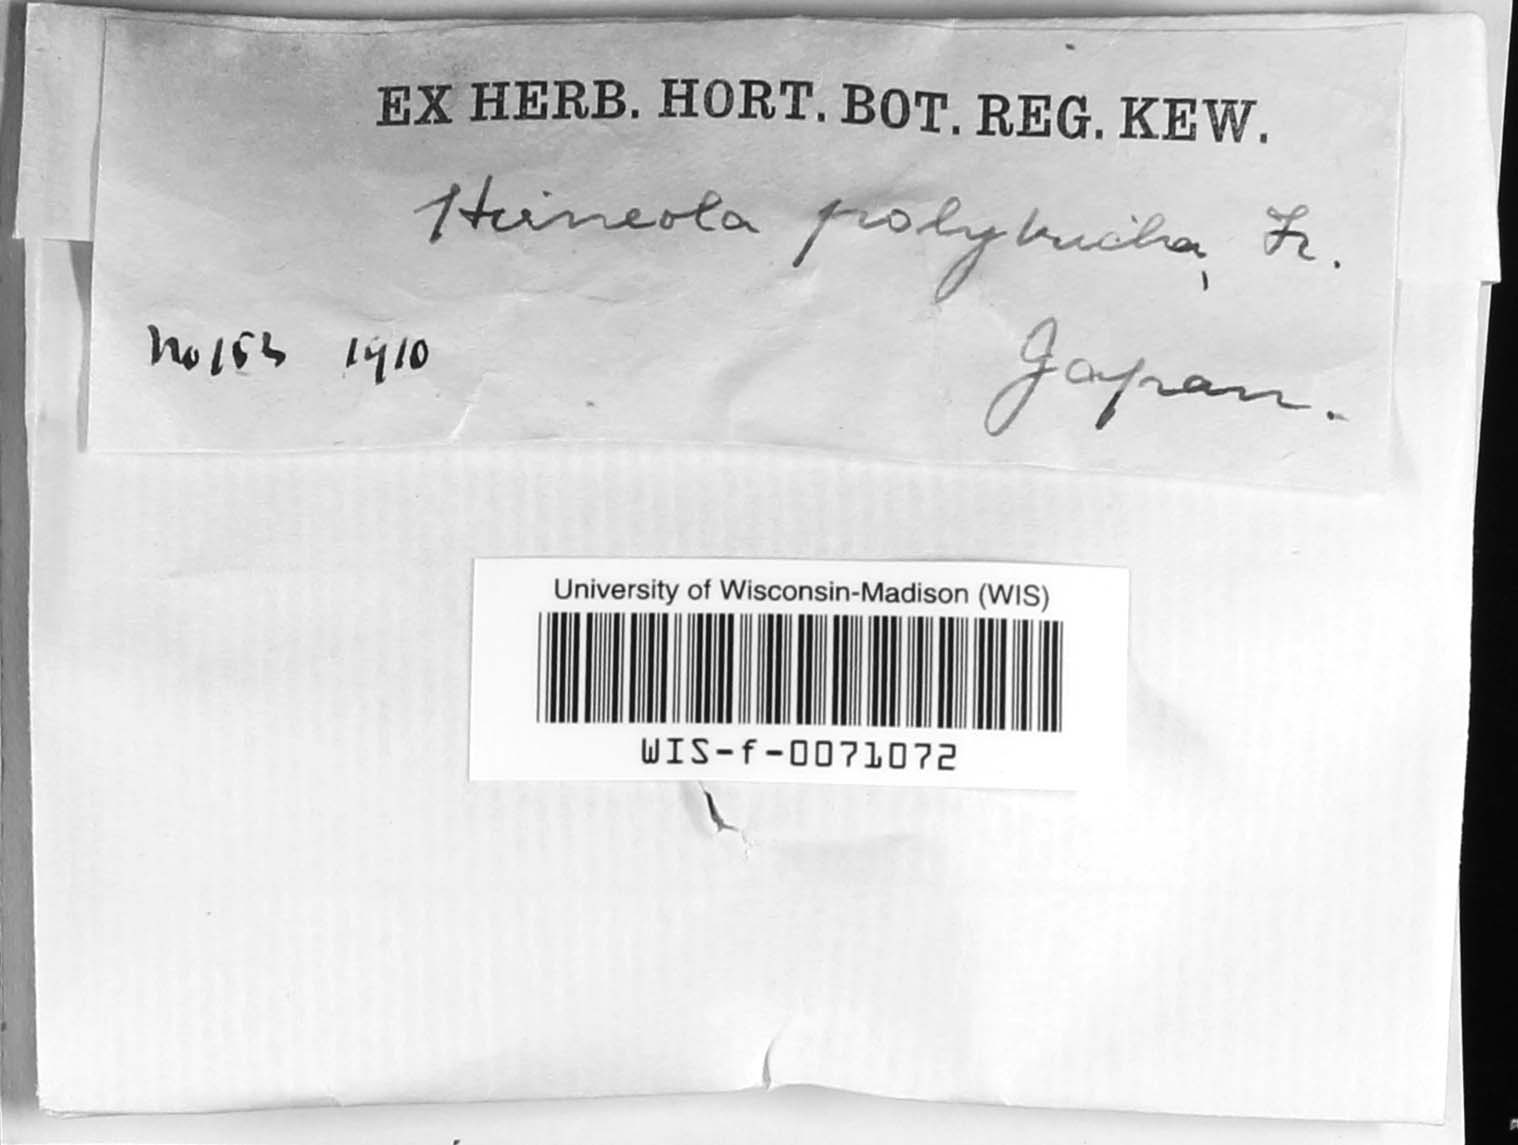 EX HERB. HORT. BOT. REG. KEW.
Hirneola polytricha, Fr.
No 153 1910
Japan.
University of Wisconsin-Madison (WIS)
WIS-f-0071072